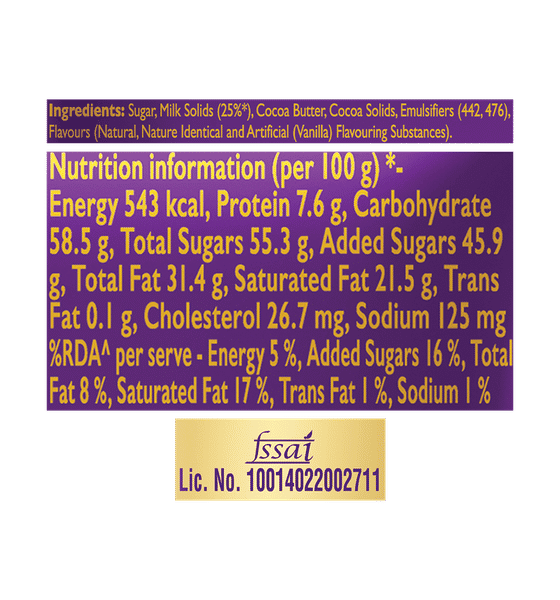 Ingredients: Sugar, Milk Solids (25%*), Cocoa Butter, Cocoa Solids, Emulsifiers (442, 476),
Flavours (Natural, Nature Identical and Artificial (Vanilla) Flavouring Substances).
Nutrition information (per 100 g) *-
Energy 543 kcal, Protein 7.6 g, Carbohydrate
58.5 g, Total Sugars 55.3 g, Added Sugars 45.9
g, Total Fat 31.4 g, Saturated Fat 21.5 g, Trans
Fat 0.1 g, Cholesterol 26.7 mg, Sodium 125 mg
%RDA^ per serve - Energy 5 %, Added Sugars 16 %, Total
Fat 8 %, Saturated Fat 17 %, Trans Fat 1 %, Sodium 1 %
fssai
Lic. No. 10014022002711